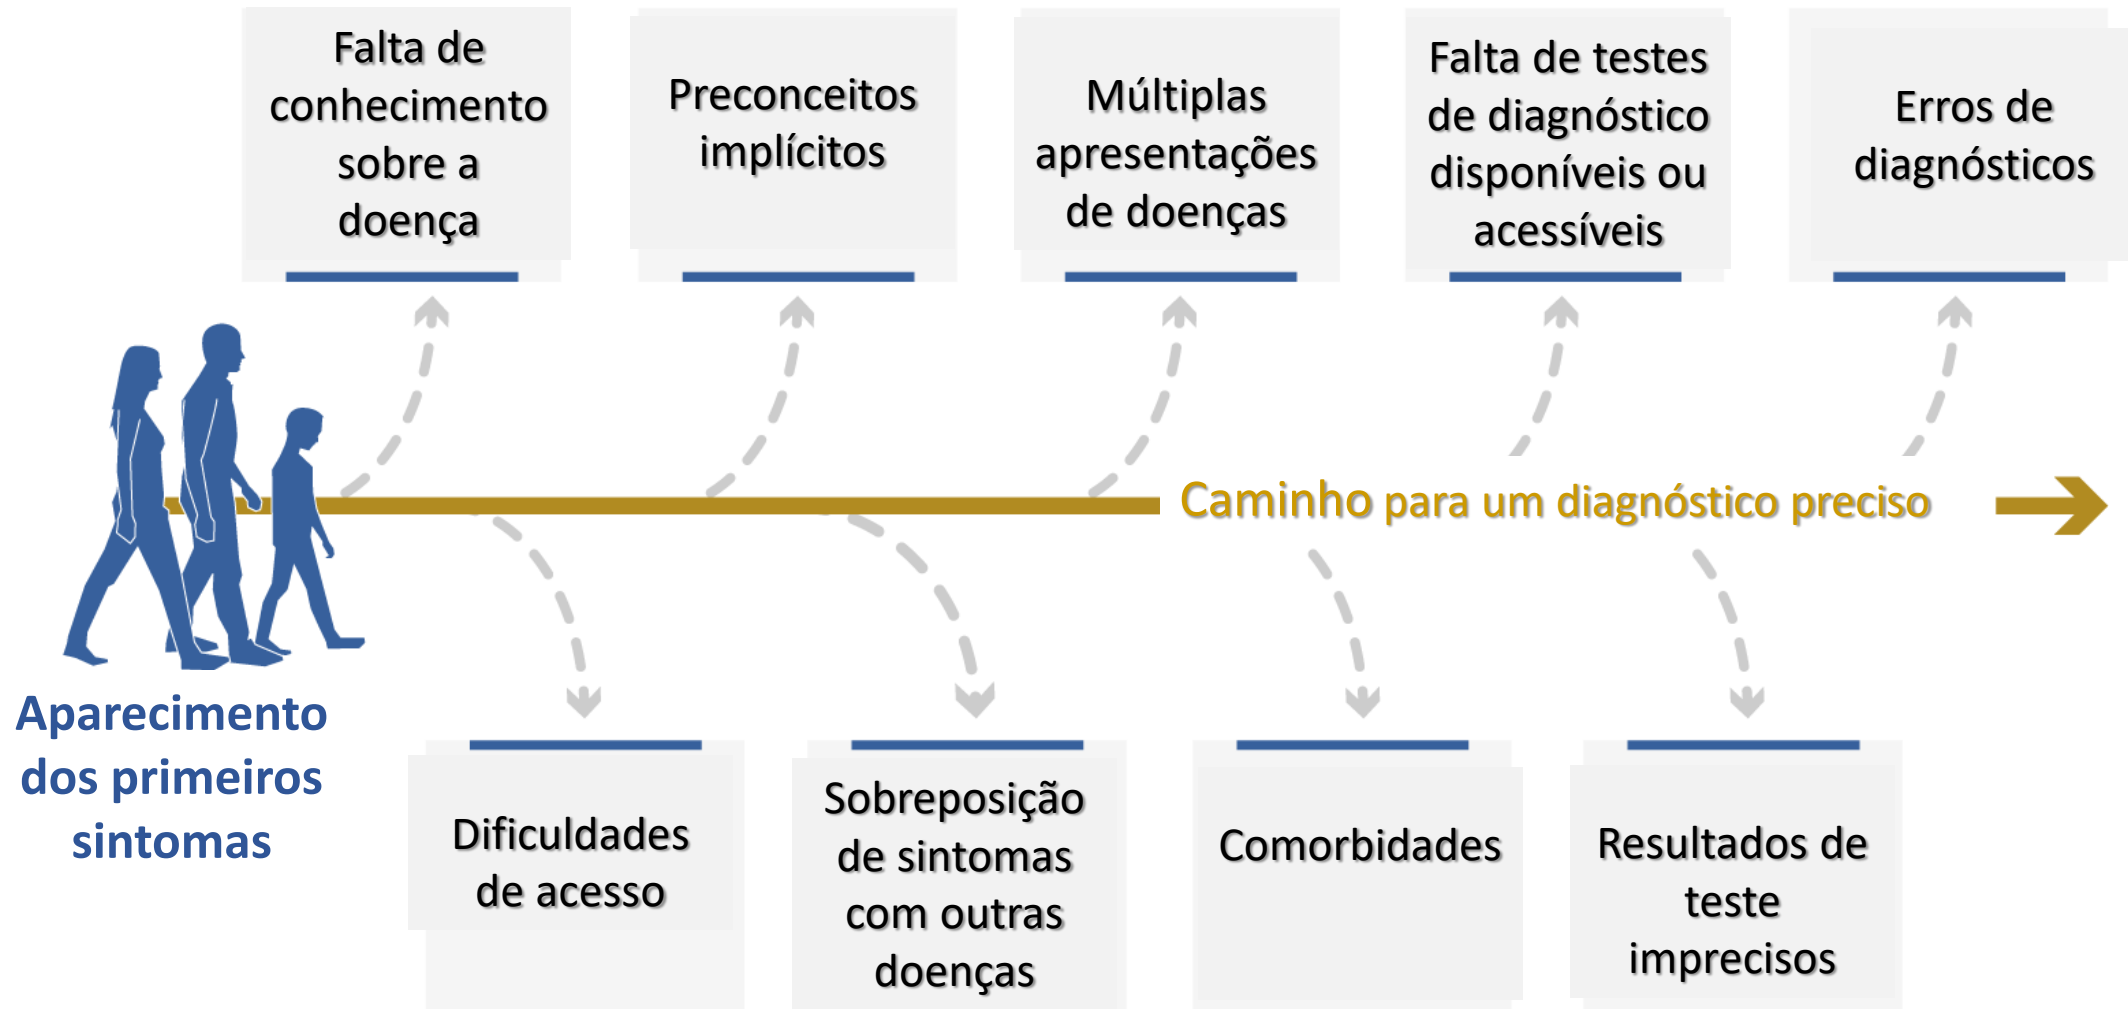 Falta de
conhecimento
sobre a
doença
Preconceitos
implícitos
Múltiplas
apresentações
de doenças
Falta de testes
de diagnóstico
disponíveis ou
acessíveis
Erros de
diagnósticos
Caminho para um diagnóstico preciso
Aparecimento
dos primeiros
sintomas
Dificuldades
de acesso
Sobreposição
de sintomas
com outras
doenças
Comorbidades
Resultados de
teste
imprecisos